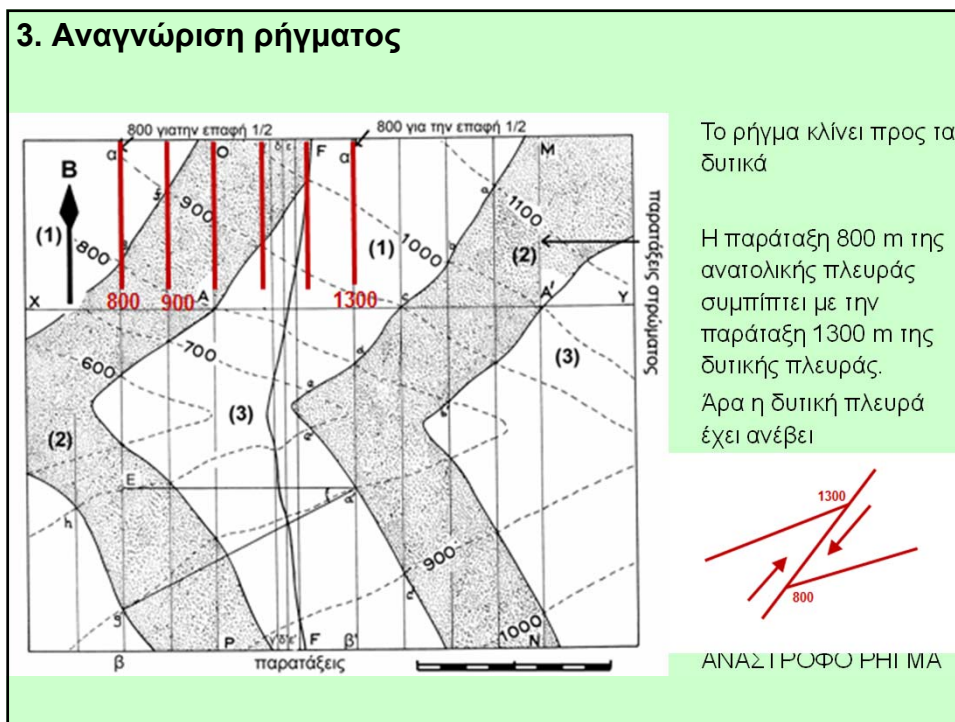 3. Αναγνώριση ρήγματος
800 γιατην επαφή 1/2
800 για την επαφή 1/2
α
O
δ ε
F
α
M
B
900
1000
1100
(1)
800
(1)
(2)
800
900
A
1300
A'
X
Y
600
700
(3)
(3)
(2)
E
h
g
900
1000
P
γ' δ' ε'
F
β'
N
β
παρατάξεις
παρατάξεις στρώματος
Το ρήγμα κλίνει προς τα
δυτικά
Η παράταξη 800 m της
ανατολικής πλευράς
συμπίπτει με την
παράταξη 1300 m της
δυτικής πλευράς.
Άρα η δυτική πλευρά
έχει ανέβει
1300
800
ΑΝΑΣΤΡΟΦΟ ΡΗΓΜΑ